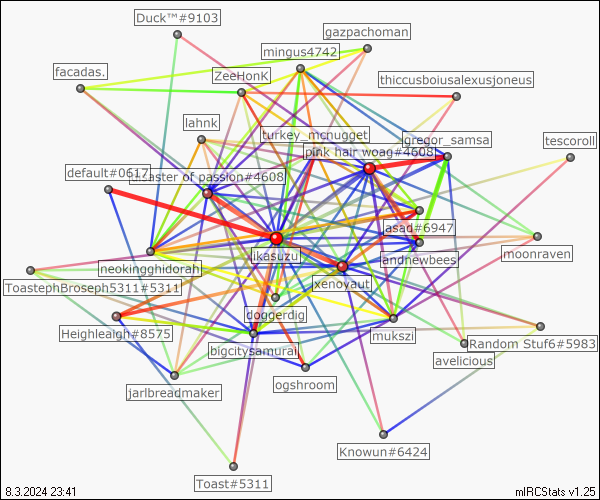 Duck™#9103
gazpachoman
mingus4742
facadas.
ZeeHonK
thiccusboiusalexusjoneus
lahnk
turkey_mcnugget
gregor_samsa
tescoroll
pink hair woag#4608
default#0617
master of passion#4608
asad#6947
likasuzu
andnewbees
moonraven
neokingghidorah
ToastephBroseph5311#5311
xenoyaut
doggerdig
Heighleaigh#8575
mukszi
Random Stuf6#5983
bigcitysamurai
avelicious
ogshroom
jarlbreadmaker
Knowun#6424
Toast#5311
8.3.2024 23:41
mIRCStats v1.25